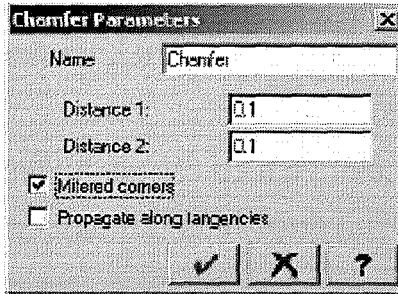 Chamfer Parameters
Name Chamfer
Distance 1: 0.1
Distance 2: 0.1
Mitered corners
Propagate along tangencies
?